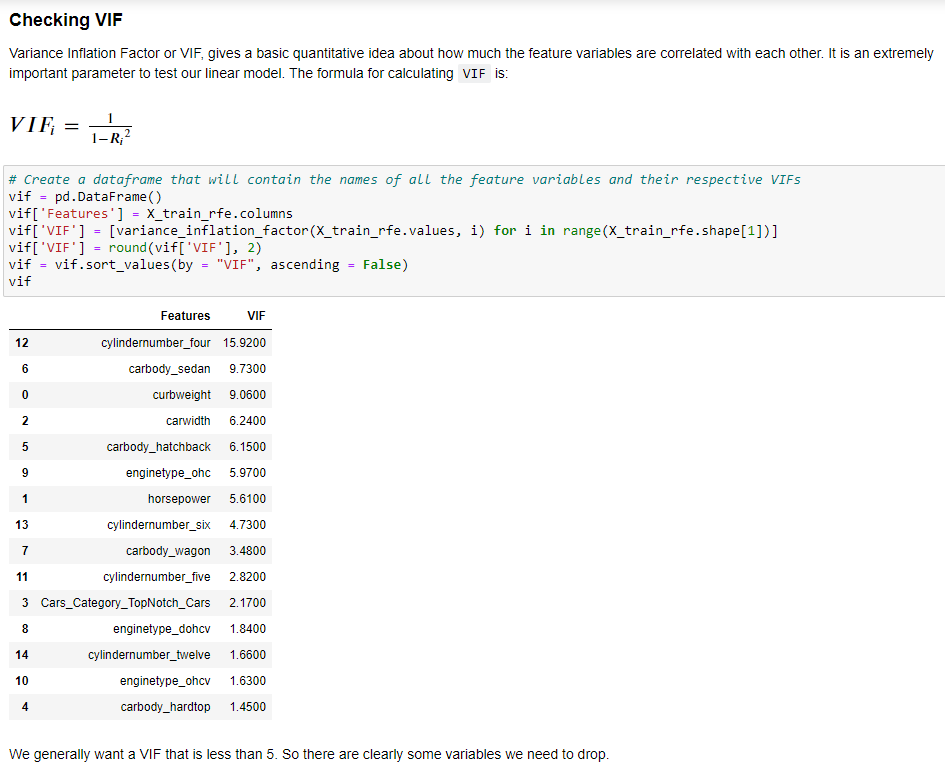 Checking VIF
Variance Inflation Factor or VIF, gives a basic quantitative idea about how much the feature variables are correlated with each other. It is an extremely
important parameter to test our linear model. The formula for calculating VIF is:
VIFᵢ = 1/(1−Rᵢ²)
# Create a dataframe that will contain the names of all the feature variables and their respective VIFs
vif = pd.DataFrame()
vif['Features'] = X_train_rfe.columns
vif['VIF'] = [variance_inflation_factor(X_train_rfe.values, i) for i in range(X_train_rfe.shape[1])]
vif['VIF'] = round(vif['VIF'], 2)
vif = vif.sort_values(by = "VIF", ascending = False)
vif
Features VIF
12 cylindernumber_four 15.9200
6 carbody_sedan 9.7300
0 curbweight 9.0600
2 carwidth 6.2400
5 carbody_hatchback 6.1500
9 enginetype_ohc 5.9700
1 horsepower 5.6100
13 cylindernumber_six 4.7300
7 carbody_wagon 3.4800
11 cylindernumber_five 2.8200
3 Cars_Category_TopNotch_Cars 2.1700
8 enginetype_dohcv 1.8400
14 cylindernumber_twelve 1.6600
10 enginetype_ohcv 1.6300
4 carbody_hardtop 1.4500
We generally want a VIF that is less than 5. So there are clearly some variables we need to drop.